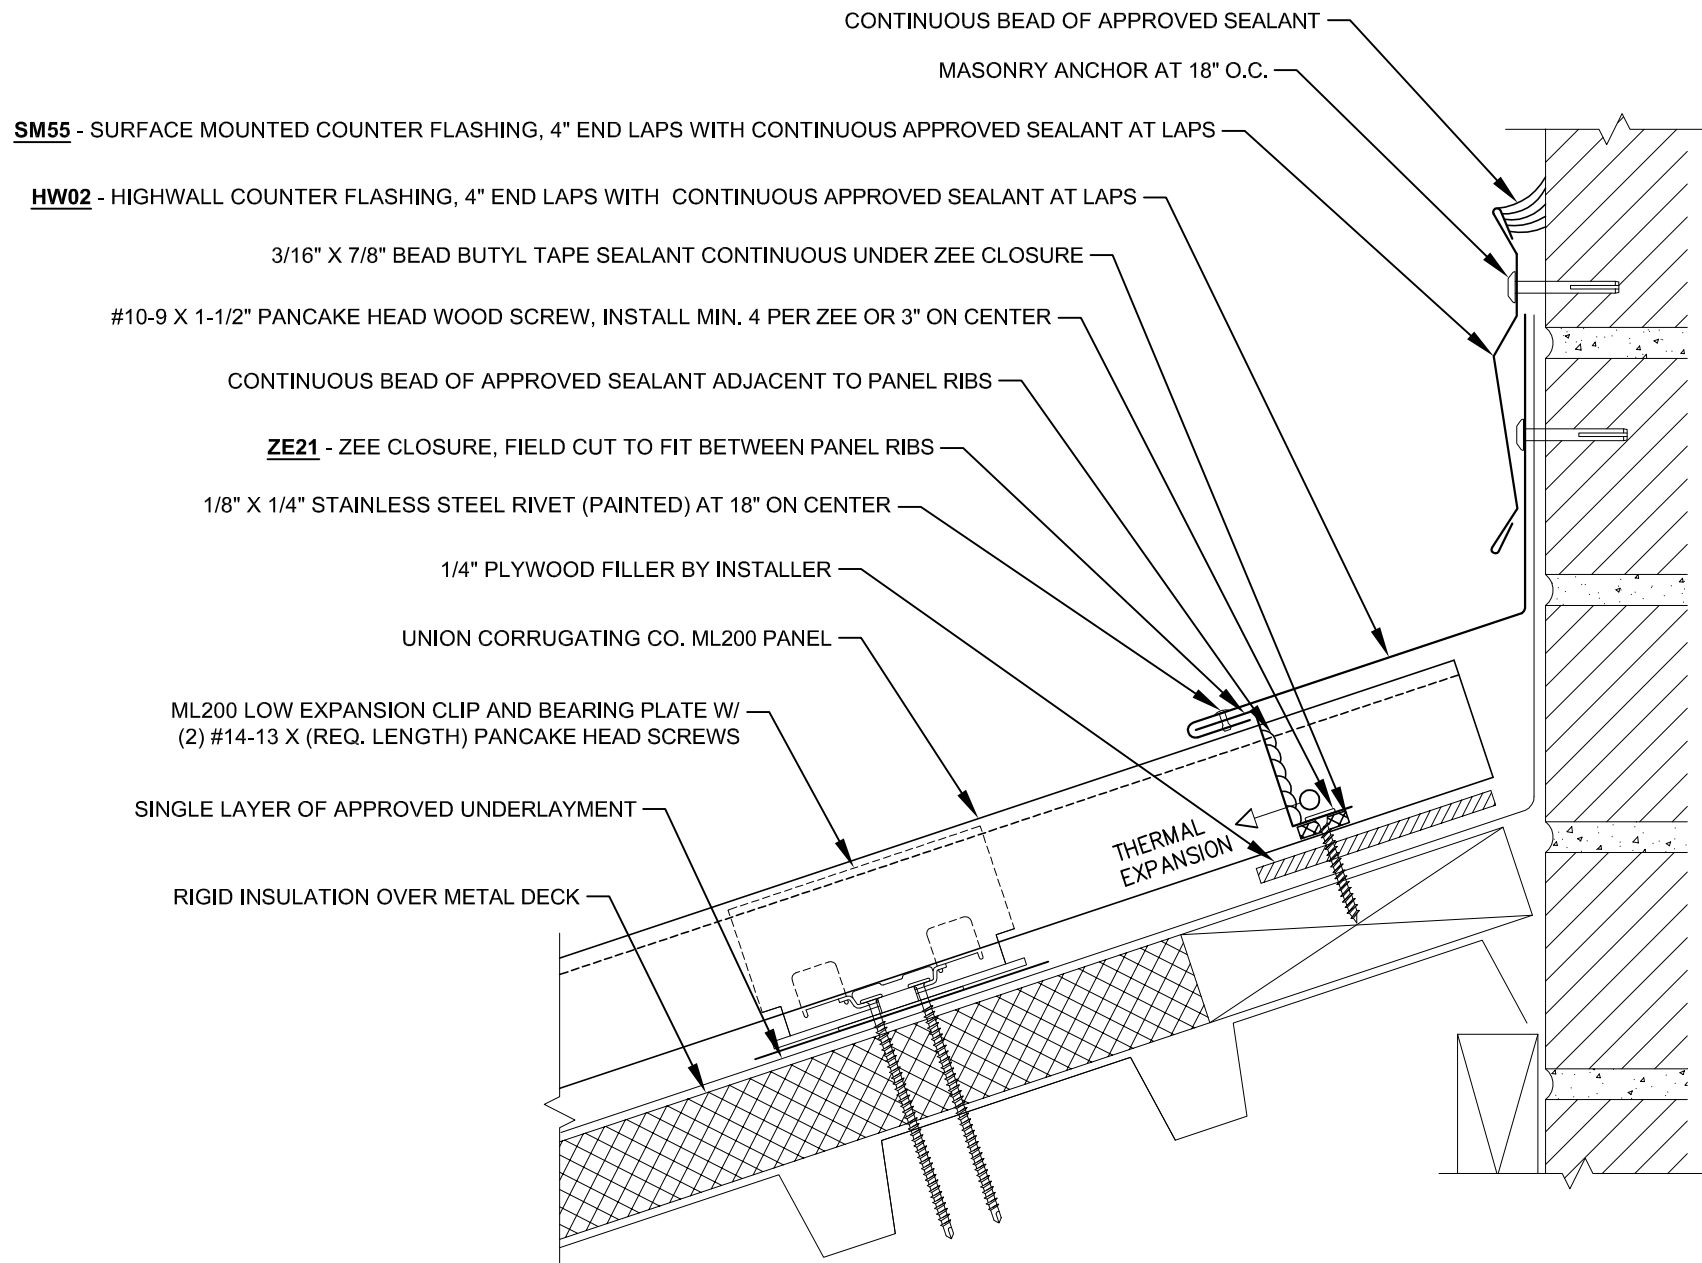 CONTINUOUS BEAD OF APPROVED SEALANT
MASONRY ANCHOR AT 18" O.C.
SM55 - SURFACE MOUNTED COUNTER FLASHING, 4" END LAPS WITH CONTINUOUS APPROVED SEALANT AT LAPS
HW02 - HIGHWALL COUNTER FLASHING, 4" END LAPS WITH CONTINUOUS APPROVED SEALANT AT LAPS
3/16" X 7/8" BEAD BUTYL TAPE SEALANT CONTINUOUS UNDER ZEE CLOSURE
#10-9 X 1-1/2" PANCAKE HEAD WOOD SCREW, INSTALL MIN. 4 PER ZEE OR 3" ON CENTER
CONTINUOUS BEAD OF APPROVED SEALANT ADJACENT TO PANEL RIBS
ZE21 - ZEE CLOSURE, FIELD CUT TO FIT BETWEEN PANEL RIBS
1/8" X 1/4" STAINLESS STEEL RIVET (PAINTED) AT 18" ON CENTER
1/4" PLYWOOD FILLER BY INSTALLER
UNION CORRUGATING CO. ML200 PANEL
ML200 LOW EXPANSION CLIP AND BEARING PLATE W/
(2) #14-13 X (REQ. LENGTH) PANCAKE HEAD SCREWS
SINGLE LAYER OF APPROVED UNDERLAYMENT
THERMAL
EXPANSION
RIGID INSULATION OVER METAL DECK